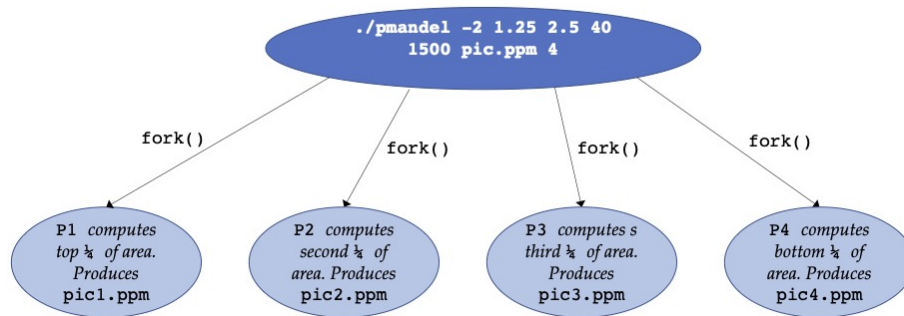 ./pmandel -2 1.25 2.5 40
1500 pic.ppm 4
fork()
fork()
fork()
fork()
P1 computes
top ¼ of area.
Produces
pic1.ppm
P2 computes
second ¼ of
area. Produces
pic2.ppm
P3 computes s
third ¼ of area.
Produces
pic3.ppm
P4 computes
bottom ¼ of
area. Produces
pic4.ppm